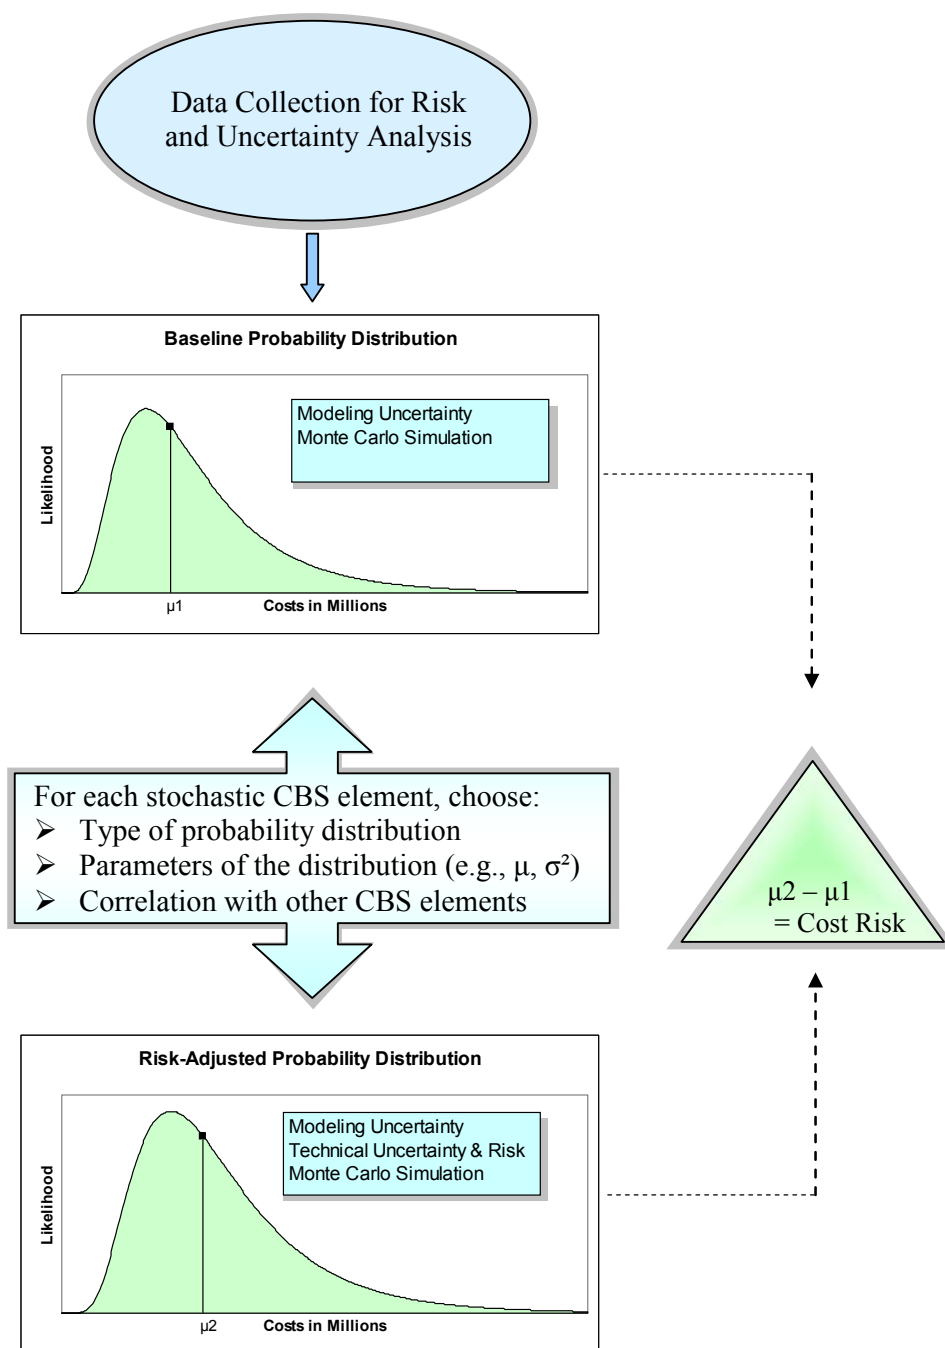 Data Collection for Risk
and Uncertainty Analysis
Baseline Probability Distribution
Modeling Uncertainty
Monte Carlo Simulation
Likelihood
µ1
Costs in Millions
For each stochastic CBS element, choose:
➢ Type of probability distribution
➢ Parameters of the distribution (e.g., µ, σ²)
➢ Correlation with other CBS elements
µ2 – µ1
= Cost Risk
Risk-Adjusted Probability Distribution
Modeling Uncertainty
Technical Uncertainty & Risk
Monte Carlo Simulation
Likelihood
µ2
Costs in Millions